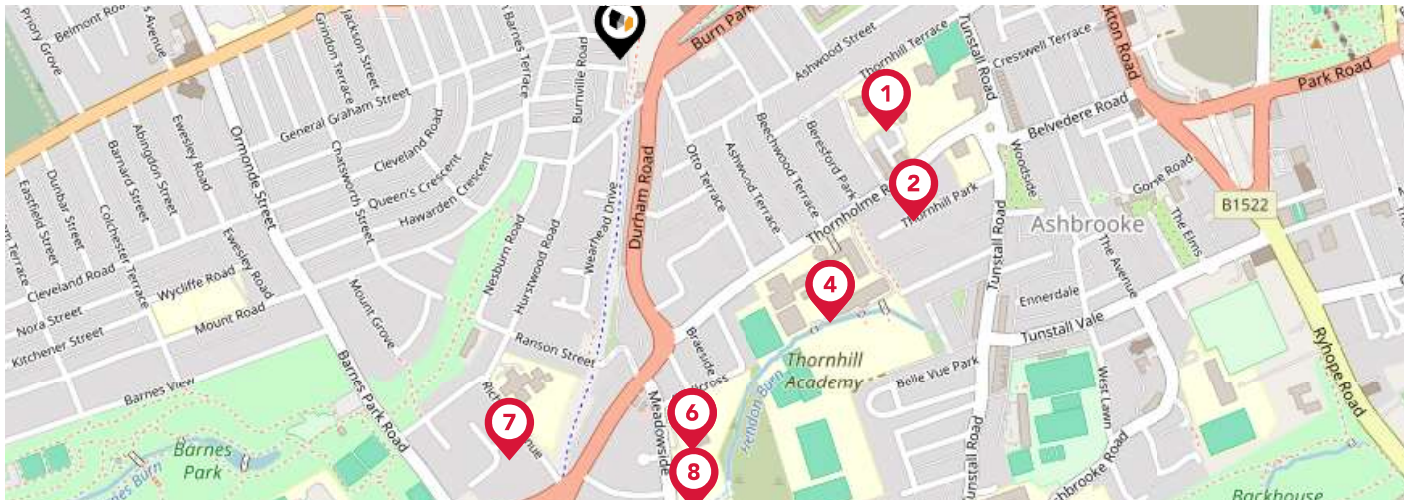 Priory Grove
Belmont Road
Grindon Terrace
Jackson Street
Barnes Terrace
Burnville Road
Burn Park
Ashwood Street
Thornhill Terrace
Tunstall Road
Cresswell Terrace
Park Road
Belvedere Road
1
General Graham Street
Ormonde Street
Ewesley Road
Abingdon Street
Barnard Street
Dunbar Street
Eastfield Street
Colchester Terrace
Chatsworth Street
Cleveland Road
Queen's Crescent
Hawarden Crescent
Otto Terrace
Ashwood Terrace
Beechwood Terrace
Beresford Park
Thornholme
2
Thornhill Park
Woodside
Gorse Road
The Elms
B1522
Ashbrooke
The Avenue
Durham Road
Wearhead Drive
Hurstwood Road
Nesburn Road
Ewesley Road
Cleveland Road
Wycliffe Road
Nora Street
Mount Road
Kitchener Street
Mount Grove
Tunstall Road
4
Ennerdale
Tunstall Vale
Ryhope Road
Ranson Street
Braeside
Thornhill
Academy
Belle Vue Park
West Lawn
Barnes View
Barnes Park Road
7
Meadowside
6
8
Hendon Burn
Barnes
Park
Tunstall Road
Backhouse